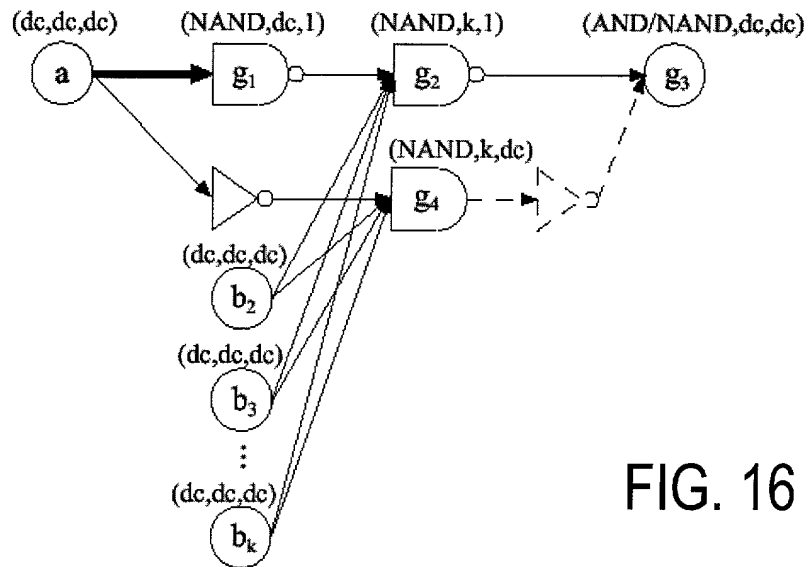 (dc,dc,dc) (NAND,dc,1) (NAND,k,1) (AND/NAND,dc,dc)
a g₁ g₂ g₃
(NAND,k,dc)
g₄
(dc,dc,dc)
b₂
(dc,dc,dc)
b₃
⋮
(dc,dc,dc)
bₖ
FIG. 16